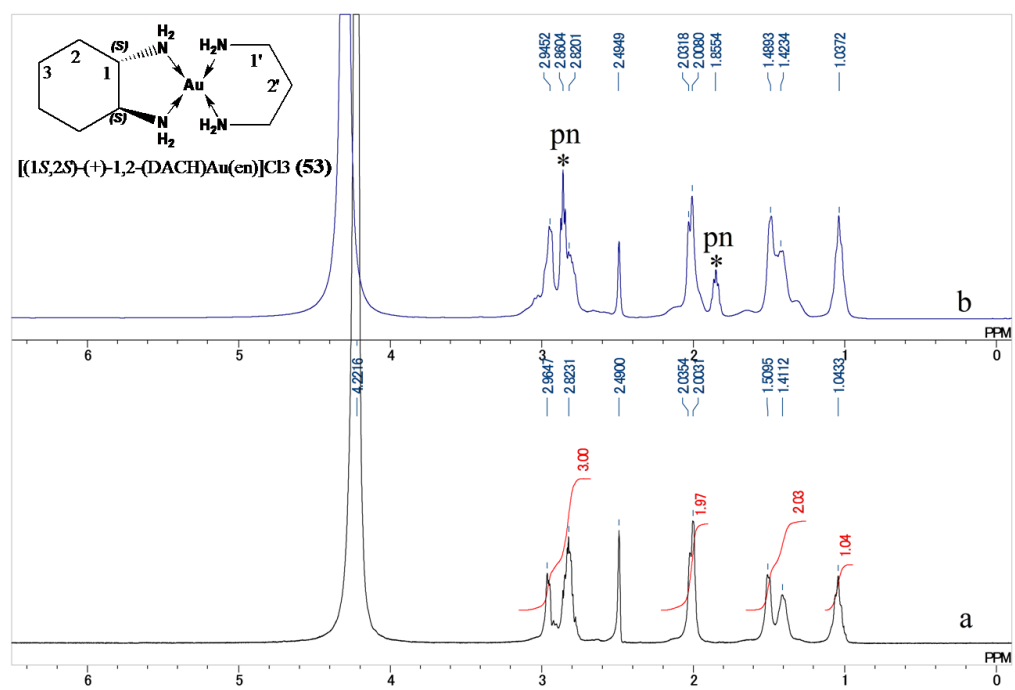 H₂
(S)
N
H₂N
2
1'
3
1
Au
2'
(S)
N
H₂
H₂N
[(1S,2S)-(+)-1,2-(DACH)Au(en)]Cl3 (53)
2.9452
2.8604
2.8201
2.4949
2.0318
2.0080
1.8554
1.4893
1.4234
1.0372
pn
*
pn
*
b
PPM
6 5 4 3 2 1 0
4.2216
2.9647
2.8231
2.4900
2.0354
2.0031
1.5095
1.4112
1.0433
3.00
1.97
2.03
1.04
a
PPM
6 5 4 3 2 1 0